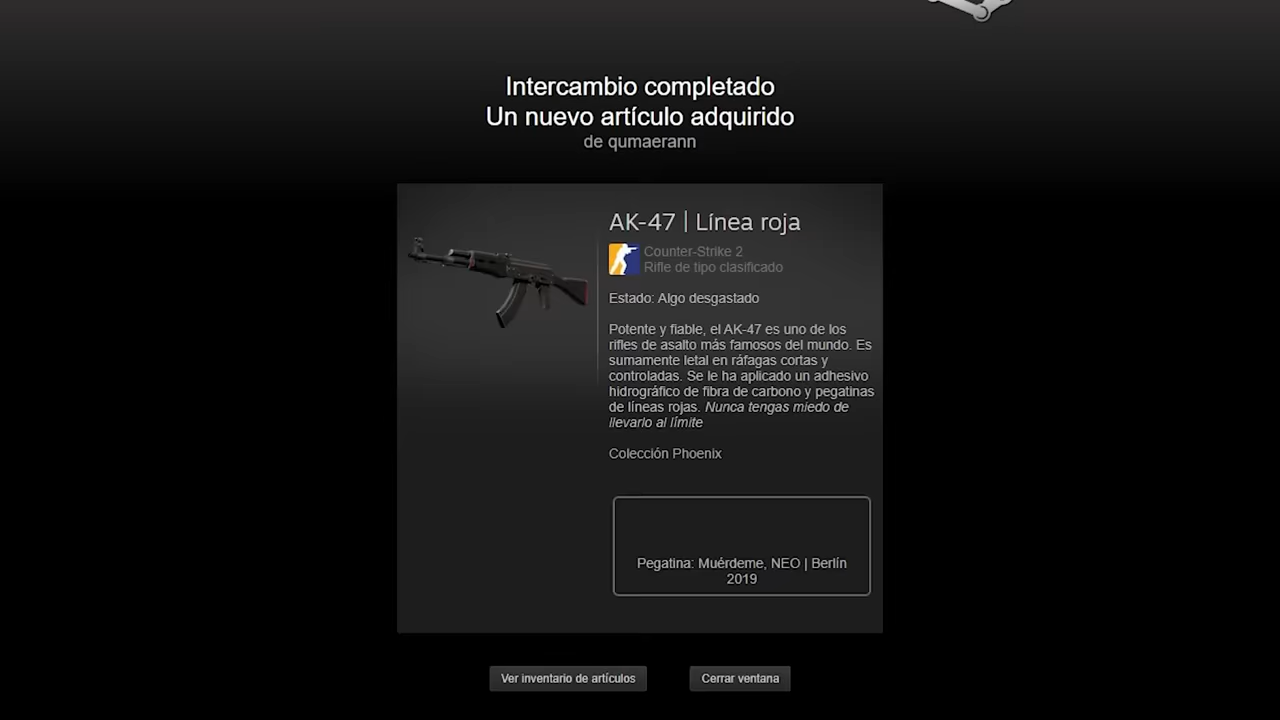 Intercambio completado
Un nuevo artículo adquirido
de qumaerann
AK-47 | Línea roja
Counter-Strike 2
Rifle de tipo clasificado
Estado: Algo desgastado
Potente y fiable, el AK-47 es uno de los
rifles de asalto más famosos del mundo. Es
sumamente letal en ráfagas cortas y
controladas. Se le ha aplicado un adhesivo
hidrográfico de fibra de carbono y pegatinas
de líneas rojas. Nunca tengas miedo de
llevarlo al límite
Colección Phoenix
Pegatina: Muérdeme, NEO | Berlín
2019
Ver inventario de artículos
Cerrar ventana